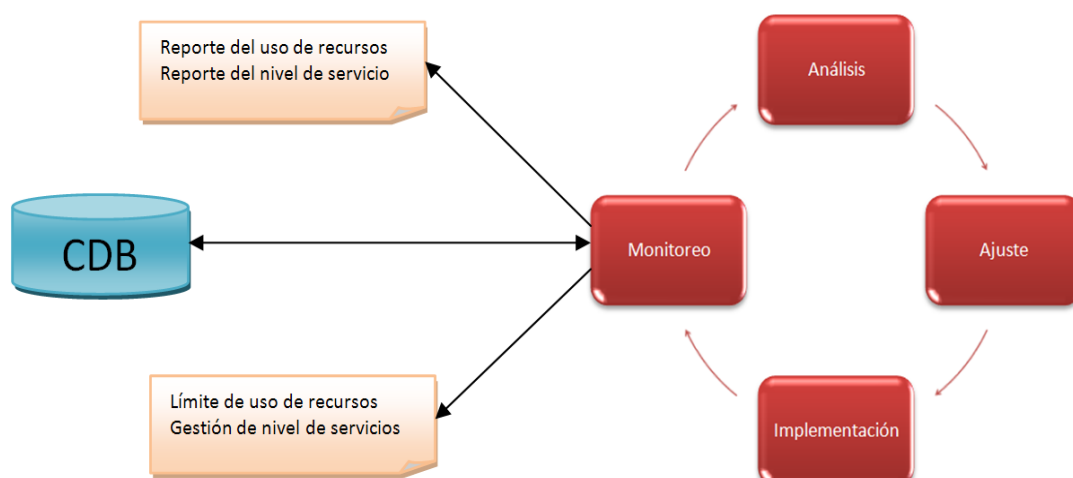 Reporte del uso de recursos
Reporte del nivel de servicio
Análisis
CDB
Monitoreo
Ajuste
Límite de uso de recursos
Gestión de nivel de servicios
Implementación